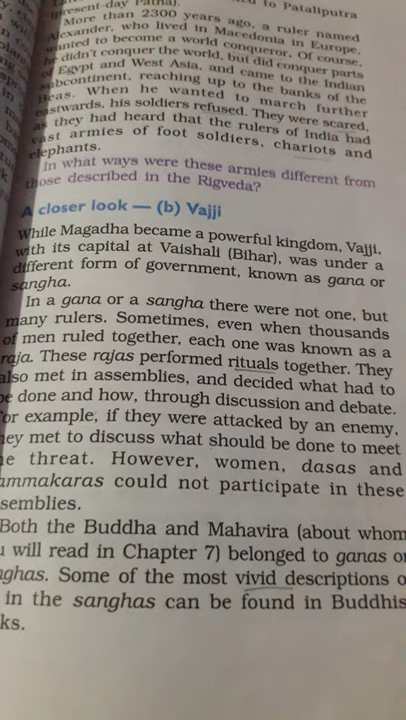 to Pataliputra
(present-day Patna).
More than 2300 years ago, a ruler named
Alexander, who lived in Macedonia in Europe,
wanted to become a world conqueror. Of course,
he didn't conquer the world, but did conquer parts
of Egypt and West Asia, and came to the Indian
subcontinent, reaching up to the banks of the
Beas. When he wanted to march further
eastwards, his soldiers refused. They were scared,
as they had heard that the rulers of India had
vast armies of foot soldiers, chariots and
elephants.
In what ways were these armies different from
those described in the Rigveda?
A closer look — (b) Vajji
While Magadha became a powerful kingdom, Vajji,
with its capital at Vaishali (Bihar), was under a
different form of government, known as gana or
sangha.
In a gana or a sangha there were not one, but
many rulers. Sometimes, even when thousands
of men ruled together, each one was known as a
raja. These rajas performed rituals together. They
also met in assemblies, and decided what had to
be done and how, through discussion and debate.
For example, if they were attacked by an enemy,
hey met to discuss what should be done to meet
he threat. However, women, dasas and
ammakaras could not participate in these
semblies.
Both the Buddha and Mahavira (about whom
u will read in Chapter 7) belonged to ganas or
nghas. Some of the most vivid descriptions o
in the sanghas can be found in Buddhis
ks.